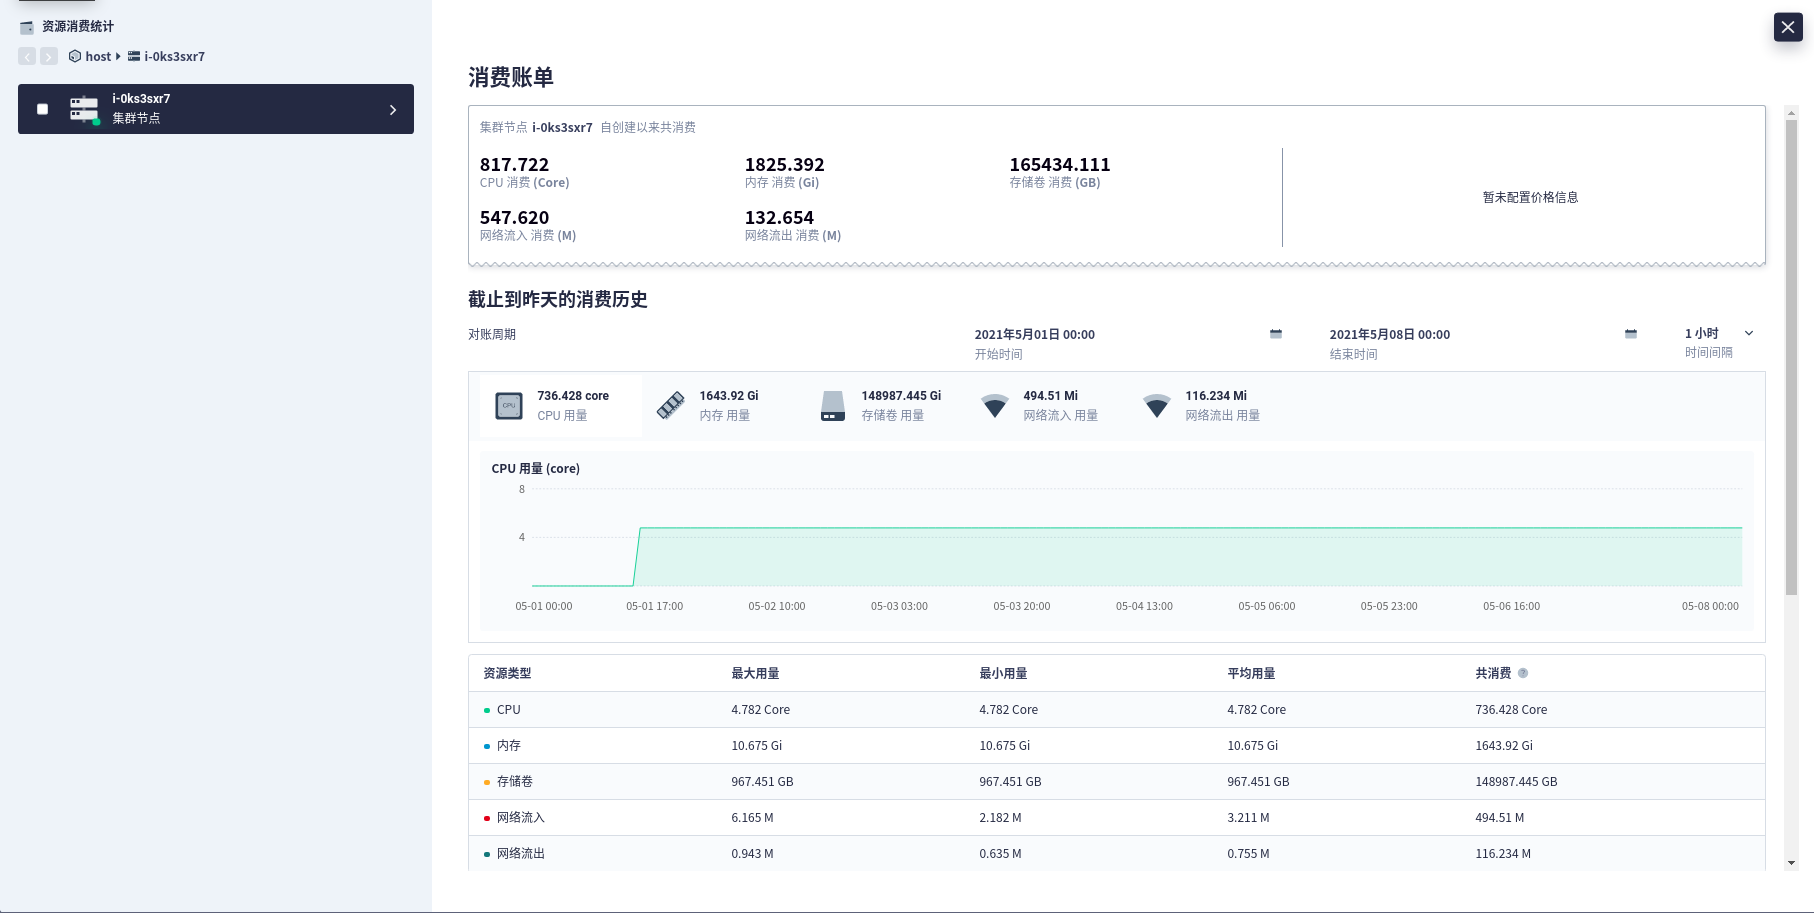 资源消费统计
host i-0ks3sxr7
i-0ks3sxr7
集群节点
消费账单
集群节点 i-0ks3sxr7 自创建以来共消费
817.722 1825.392 165434.111
CPU 消费 (Core) 内存 消费 (Gi) 存储卷 消费 (GB)
暂未配置价格信息
547.620 132.654
网络流入 消费 (M) 网络流出 消费 (M)
截止到昨天的消费历史
对账周期 2021年5月01日 00:00 2021年5月08日 00:00 1 小时
开始时间 结束时间 时间间隔
736.428 core 1643.92 Gi 148987.445 Gi 494.51 Mi 116.234 Mi
CPU CPU 用量 内存 用量 存储卷 用量 网络流入 用量 网络流出 用量
CPU 用量 (core)
8
4
05-01 00:00 05-01 17:00 05-02 10:00 05-03 03:00 05-03 20:00 05-04 13:00 05-05 06:00 05-05 23:00 05-06 16:00 05-08 00:00
资源类型 最大用量 最小用量 平均用量 共消费 ?
CPU 4.782 Core 4.782 Core 4.782 Core 736.428 Core
内存 10.675 Gi 10.675 Gi 10.675 Gi 1643.92 Gi
存储卷 967.451 GB 967.451 GB 967.451 GB 148987.445 GB
网络流入 6.165 M 2.182 M 3.211 M 494.51 M
网络流出 0.943 M 0.635 M 0.755 M 116.234 M